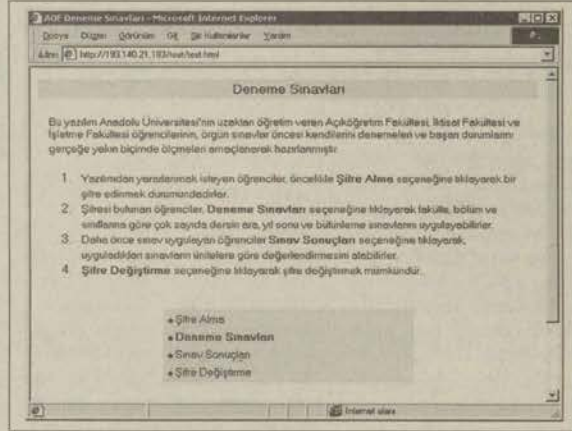 AÖF Deneme Sınavları - Microsoft Internet Explorer
Dosya Düzen Görünüm Git Sık Kullanılanlar Yardım
Adres http://193.140.21.193/test/test.html
Deneme Sınavları
Bu yazılım Anadolu Üniversitesi'nin uzaktan öğretim veren Açıköğretim Fakültesi, İktisat Fakültesi ve
İşletme Fakültesi öğrencilerinin, örgün sınavlar öncesi kendilerini denemeleri ve başarı durumlarını
gerçeğe yakın biçimde ölçmeleri amaçlanarak hazırlanmıştır.
1. Yazılımdan yararlanmak isteyen öğrenciler, öncelikle Şifre Alma seçeneğine tıklayarak bir
şifre edinmek durumundadırlar.
2. Şifresi bulunan öğrenciler, Deneme Sınavları seçeneğine tıklayarak fakülte, bölüm ve
sınıflarına göre çok sayıda dersin ara, yıl sonu ve bütünleme sınavlarını uygulayabilirler.
3. Daha önce sınav uygulayan öğrenciler Sınav Sonuçları seçeneğine tıklayarak,
uyguladıkları sınavların ünitelere göre değerlendirmesini alabilirler.
4. Şifre Değiştirme seçeneğine tıklayarak şifre değiştirmek mümkündür.
Şifre Alma
Deneme Sınavları
Sınav Sonuçları
Şifre Değiştirme
Internet alanı